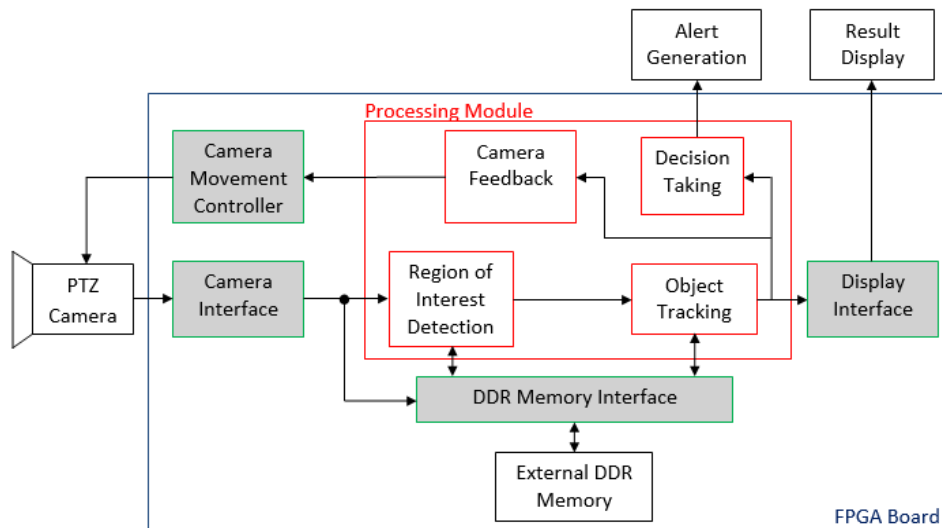 Alert
Generation
Result
Display
Processing Module
Camera
Movement
Controller
Camera
Feedback
Decision
Taking
PTZ
Camera
Camera
Interface
Region of
Interest
Detection
Object
Tracking
Display
Interface
DDR Memory Interface
External DDR
Memory
FPGA Board